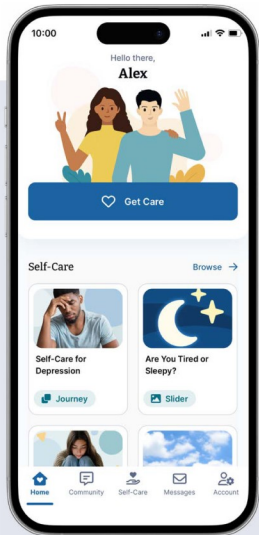 10:00
Hello there,
Alex
Get Care
Self-Care
Browse →
Self-Care for
Depression
Are You Tired or
Sleepy?
Journey
Slider
Home
Community
Self-Care
Messages
Account